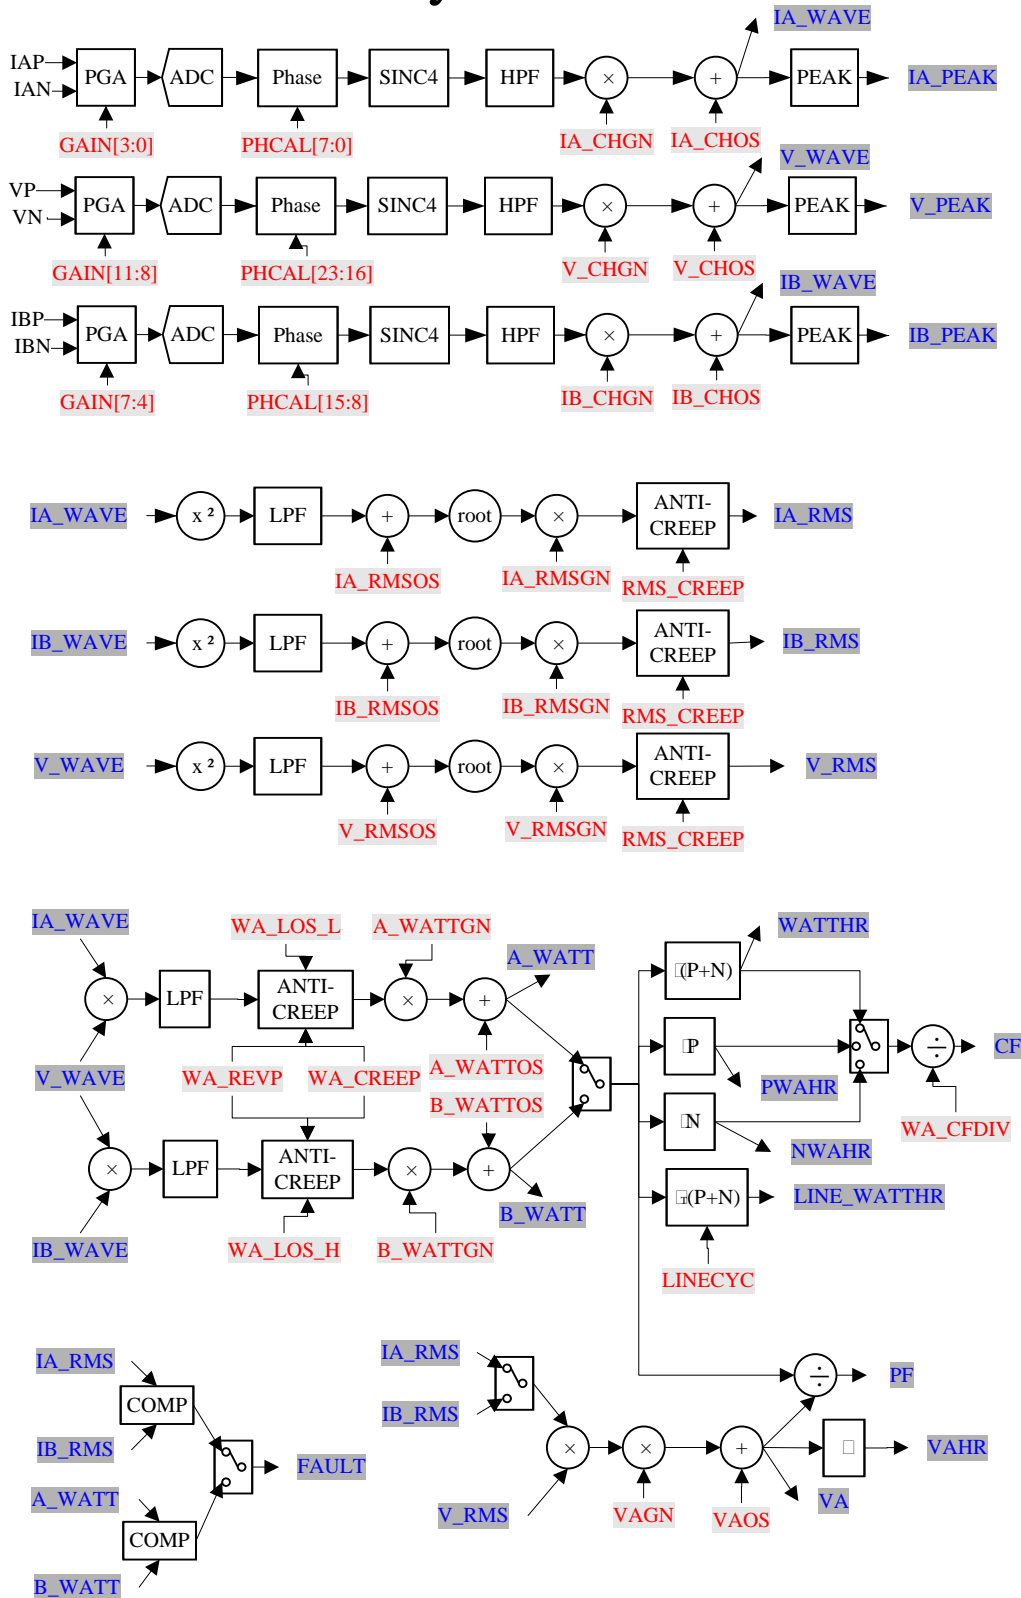 IA_WAVE
IAP
IAN
PGA
ADC
Phase
SINC4
HPF
×
+
PEAK
IA_PEAK
GAIN[3:0]
PHCAL[7:0]
IA_CHGN
IA_CHOS
V_WAVE
VP
VN
PGA
ADC
Phase
SINC4
HPF
×
+
PEAK
V_PEAK
GAIN[11:8]
PHCAL[23:16]
V_CHGN
V_CHOS
IB_WAVE
IBP
IBN
PGA
ADC
Phase
SINC4
HPF
×
+
PEAK
IB_PEAK
GAIN[7:4]
PHCAL[15:8]
IB_CHGN
IB_CHOS
IA_WAVE
x ²
LPF
+
root
×
ANTI-
CREEP
IA_RMS
IA_RMSOS
IA_RMSGN
RMS_CREEP
IB_WAVE
x ²
LPF
+
root
×
ANTI-
CREEP
IB_RMS
IB_RMSOS
IB_RMSGN
RMS_CREEP
V_WAVE
x ²
LPF
+
root
×
ANTI-
CREEP
V_RMS
V_RMSOS
V_RMSGN
RMS_CREEP
IA_WAVE
WA_LOS_L
A_WATTGN
A_WATT
WATTHR
×
LPF
ANTI-
CREEP
×
+
(P+N)
V_WAVE
WA_REVP
WA_CREEP
A_WATTOS
B_WATTOS
P
PWAHR
÷
CF
N
NWAHR
WA_CFDIV
×
LPF
ANTI-
CREEP
×
+
(P+N)
LINE_WATTHR
B_WATT
IB_WAVE
WA_LOS_H
B_WATTGN
LINECYC
IA_RMS
COMP
IB_RMS
FAULT
A_WATT
COMP
B_WATT
IA_RMS
IB_RMS
÷
PF
×
×
+
VAHR
V_RMS
VAGN
VAOS
VA